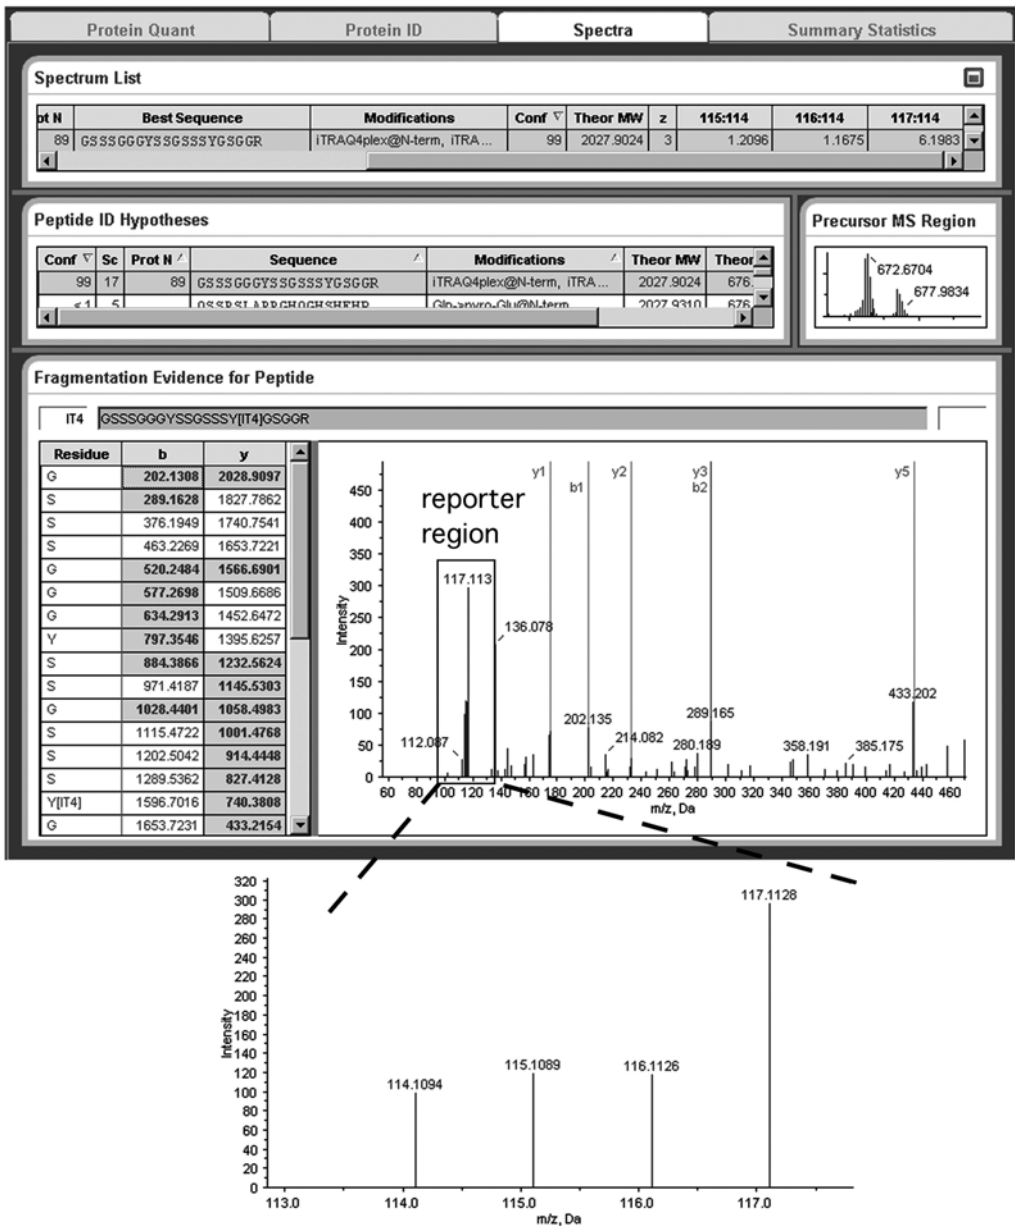 Protein Quant Protein ID Spectra Summary Statistics
Spectrum List
ot N Best Sequence Modifications Conf Theor MW z 115:114 116:114 117:114
89 GSSSGGGYSSGSSSYGSGGR iTRAQ4plex@N-term, iTRA... 99 2027.9024 3 1.2096 1.1675 6.1983
Peptide ID Hypotheses
Conf Sc Prot N Sequence Modifications Theor MW Theor
99 17 89 GSSSGGGYSSGSSSYGSGGR iTRAQ4plex@N-term, iTRA... 2027.9024 676.
<1 5 Gln->pyro-Glu@N-term 2027.9310 676
Precursor MS Region
672.6704
677.9834
Fragmentation Evidence for Peptide
IT4 GSSSGGGYSSGSSSY[IT4]GSGGR
Residue b y
G 202.1308 2028.9097
S 289.1628 1827.7862
S 376.1949 1740.7541
S 463.2269 1653.7221
G 520.2484 1566.6901
G 577.2698 1509.6686
G 634.2913 1452.6472
Y 797.3546 1395.6257
S 884.3866 1232.5624
S 971.4187 1145.5303
G 1028.4401 1058.4983
S 1115.4722 1001.4768
S 1202.5042 914.4448
S 1289.5362 827.4128
Y[IT4] 1596.7016 740.3808
G 1653.7231 433.2154
y1 y2 y3 y5
b1 b2
reporter
region
117.113
136.078
112.087
202.135
214.082
289.165
280.189
358.191
385.175
433.202
Intensity
450
400
350
300
250
200
150
100
50
0
60 80 100 120 140 160 180 200 220 240 260 280 300 320 340 360 380 400 420 440 460
m/z, Da
320
300
280
260
240
220
200
180
160
140
120
100
80
60
40
20
0
Intensity
114.1094
115.1089
116.1126
117.1128
113.0 114.0 115.0 116.0 117.0
m/z, Da